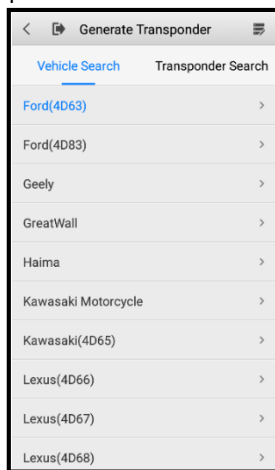 Generate Transponder
Vehicle Search Transponder Search
Ford(4D63)
Ford(4D83)
Geely
GreatWall
Haima
Kawasaki Motorcycle
Kawasaki(4D65)
Lexus(4D66)
Lexus(4D67)
Lexus(4D68)